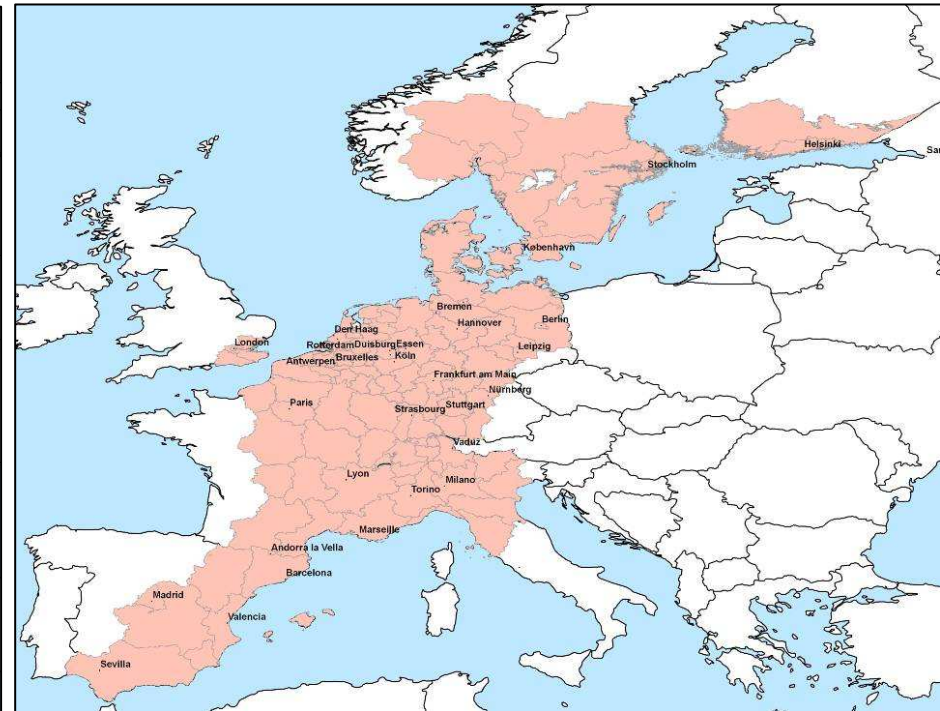 Helsinki
San
Stockholm
København
Bremen
Hannover
Berlin
Den Haag
London
Rotterdam
Duisburg
Essen
Leipzig
Antwerpen
Bruxelles
Köln
Frankfurt am Main
Nürnberg
Paris
Strasbourg
Stuttgart
Vaduz
Lyon
Milano
Torino
Marseille
Andorra la Vella
Barcelona
Madrid
Valencia
Sevilla